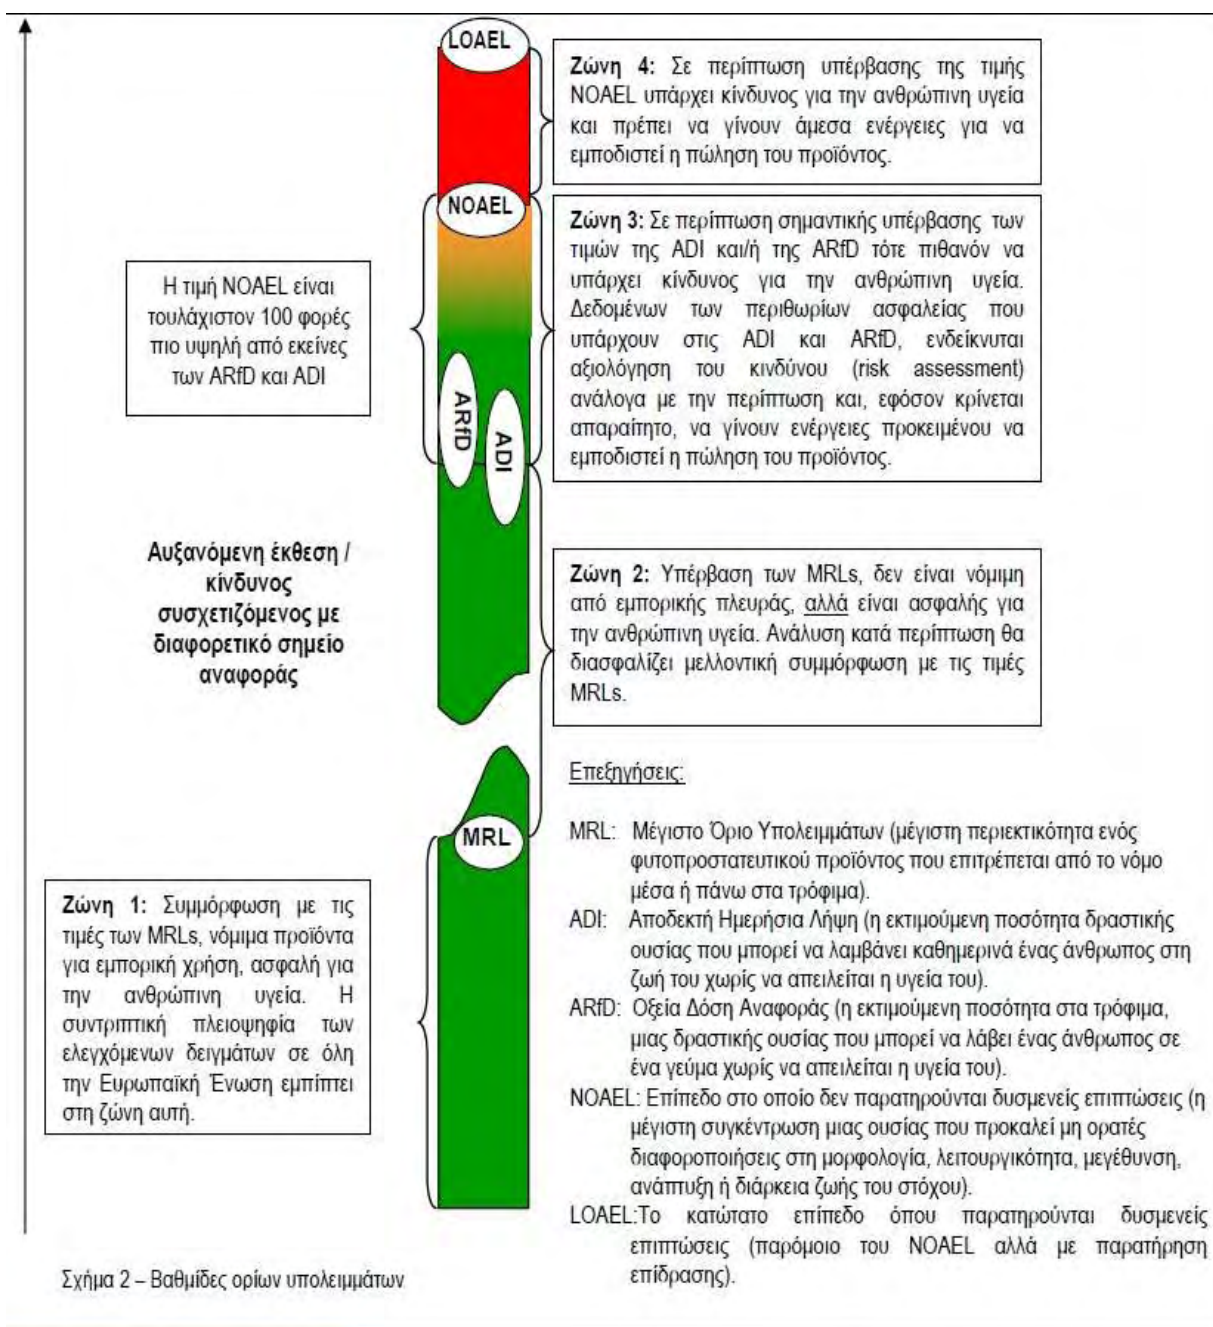 LOAEL
Ζώνη 4: Σε περίπτωση υπέρβασης της τιμής
NOAEL υπάρχει κίνδυνος για την ανθρώπινη υγεία
και πρέπει να γίνουν άμεσα ενέργειες για να
εμποδιστεί η πώληση του προϊόντος.
NOAEL
Ζώνη 3: Σε περίπτωση σημαντικής υπέρβασης των
τιμών της ADI και/ή της ARfD τότε πιθανόν να
υπάρχει κίνδυνος για την ανθρώπινη υγεία.
Δεδομένων των περιθωρίων ασφαλείας που
υπάρχουν στις ADI και ARfD, ενδείκνυται
αξιολόγηση του κινδύνου (risk assessment)
ανάλογα με την περίπτωση και, εφόσον κρίνεται
απαραίτητο, να γίνουν ενέργειες προκειμένου να
εμποδιστεί η πώληση του προϊόντος.
Η τιμή NOAEL είναι
τουλάχιστον 100 φορές
πιο υψηλή από εκείνες
των ARfD και ADI
ARfD
ADI
Αυξανόμενη έκθεση /
κίνδυνος
συσχετιζόμενος με
διαφορετικό σημείο
αναφοράς
Ζώνη 2: Υπέρβαση των MRLs, δεν είναι νόμιμη
από εμπορικής πλευράς, αλλά είναι ασφαλής για
την ανθρώπινη υγεία. Ανάλυση κατά περίπτωση θα
διασφαλίζει μελλοντική συμμόρφωση με τις τιμές
MRLs.
MRL
Ζώνη 1: Συμμόρφωση με τις
τιμές των MRLs, νόμιμα προϊόντα
για εμπορική χρήση, ασφαλή για
την ανθρώπινη υγεία. Η
συντριπτική πλειοψηφία των
ελεγχόμενων δειγμάτων σε όλη
την Ευρωπαϊκή Ένωση εμπίπτει
στη ζώνη αυτή.
Επεξηγήσεις:
MRL: Μέγιστο Όριο Υπολειμμάτων (μέγιστη περιεκτικότητα ενός
φυτοπροστατευτικού προϊόντος που επιτρέπεται από το νόμο
μέσα ή πάνω στα τρόφιμα).
ADI: Αποδεκτή Ημερήσια Λήψη (η εκτιμούμενη ποσότητα δραστικής
ουσίας που μπορεί να λαμβάνει καθημερινά ένας άνθρωπος στη
ζωή του χωρίς να απειλείται η υγεία του).
ARfD: Οξεία Δόση Αναφοράς (η εκτιμούμενη ποσότητα στα τρόφιμα,
μιας δραστικής ουσίας που μπορεί να λάβει ένας άνθρωπος σε
ένα γεύμα χωρίς να απειλείται η υγεία του).
NOAEL: Επίπεδο στο οποίο δεν παρατηρούνται δυσμενείς επιπτώσεις (η
μέγιστη συγκέντρωση μιας ουσίας που προκαλεί μη ορατές
διαφοροποιήσεις στη μορφολογία, λειτουργικότητα, μεγέθυνση,
ανάπτυξη ή διάρκεια ζωής του στόχου).
LOAEL:Το κατώτατο επίπεδο όπου παρατηρούνται δυσμενείς
επιπτώσεις (παρόμοιο του NOAEL αλλά με παρατήρηση
επίδρασης).
Σχήμα 2 – Βαθμίδες ορίων υπολειμμάτων